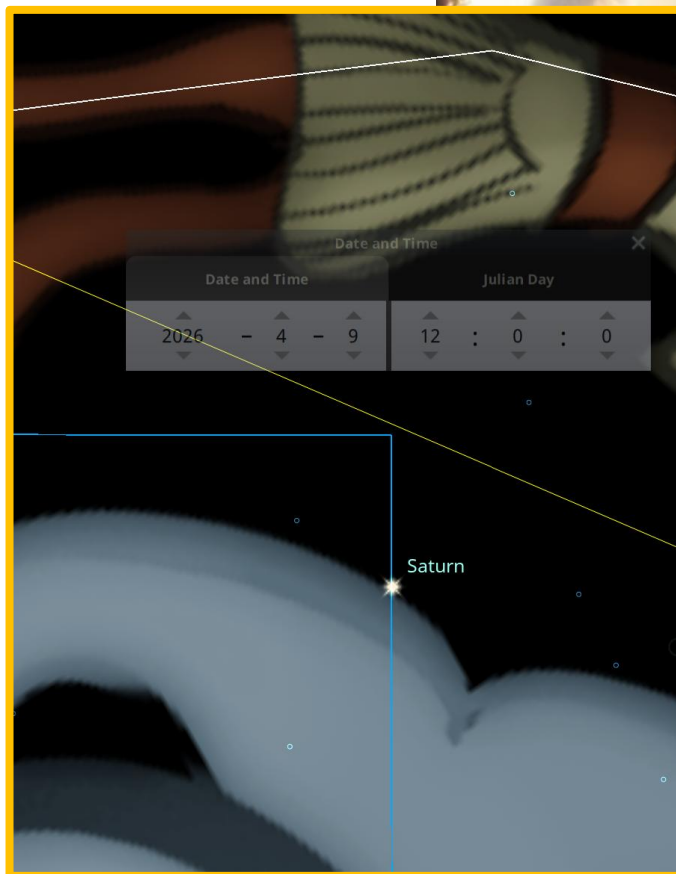 Date and Time
Date and Time
Julian Day
2026 – 4 – 9
12 : 0 : 0
Saturn